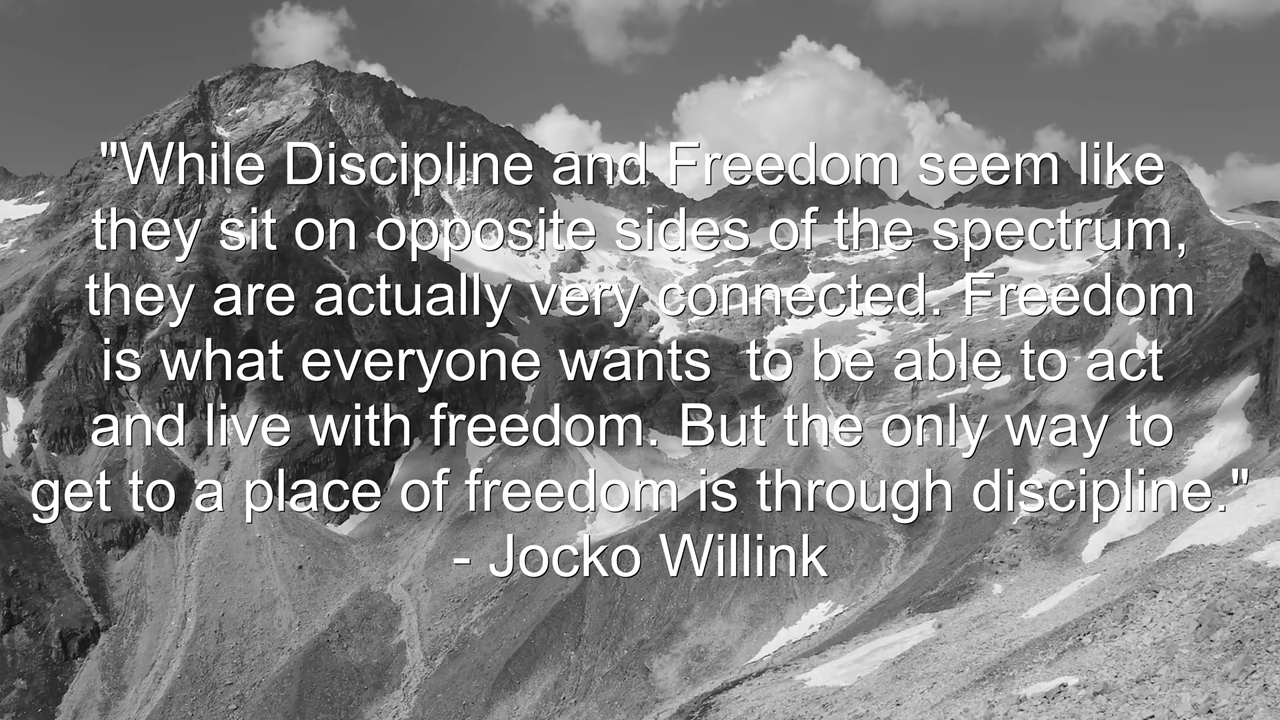 "While Discipline and Freedom seem like
they sit on opposite sides of the spectrum,
they are actually very connected. Freedom
is what everyone wants  to be able to act
and live with freedom. But the only way to
get to a place of freedom is through discipline."
- Jocko Willink